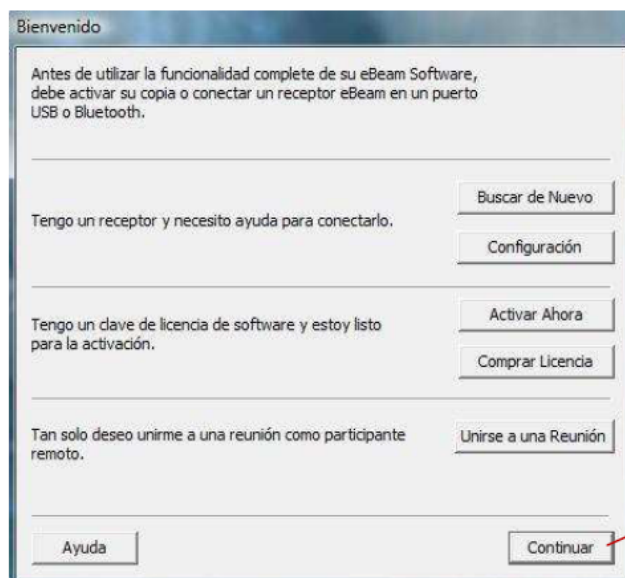 Bienvenido
Antes de utilizar la funcionalidad complete de su eBeam Software,
debe activar su copia o conectar un receptor eBeam en un puerto
USB o Bluetooth.
Buscar de Nuevo
Tengo un receptor y necesito ayuda para conectarlo.
Configuración
Tengo un clave de licencia de software y estoy listo
para la activación.
Activar Ahora
Comprar Licencia
Tan solo deseo unirme a una reunión como participante
remoto.
Unirse a una Reunión
Ayuda
Continuar